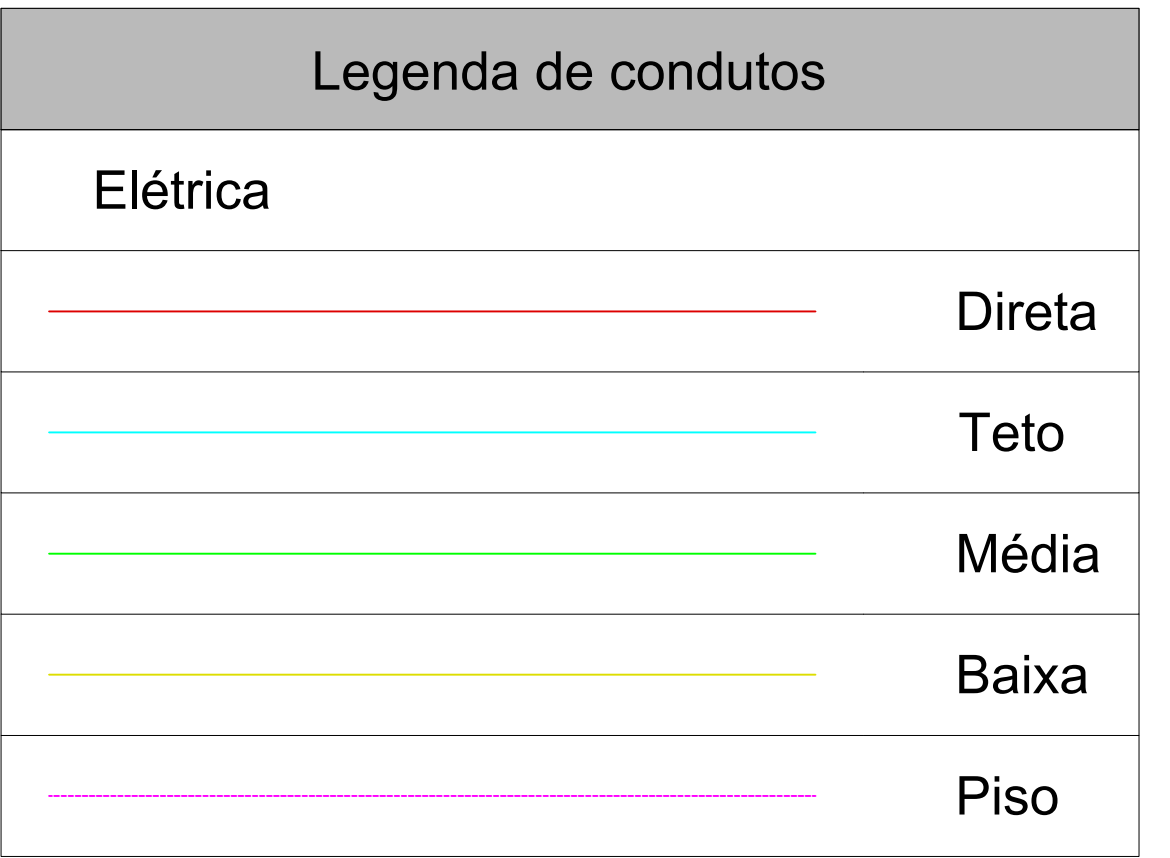 Legenda de condutos
Elétrica
Direta
Teto
Média
Baixa
Piso